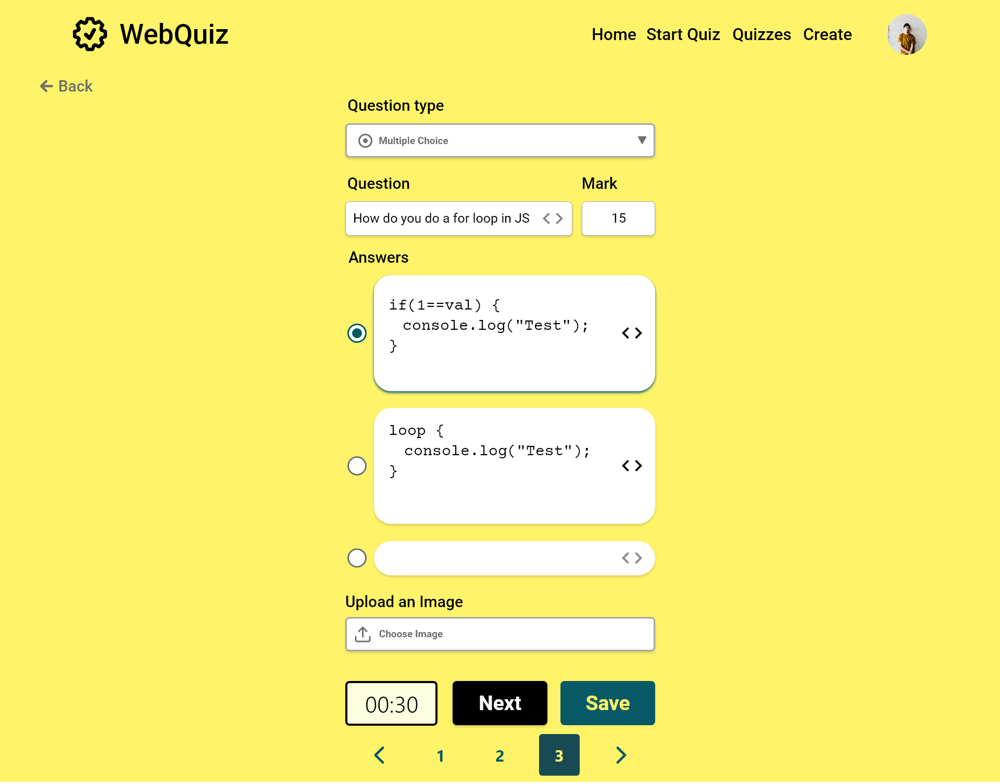 WebQuiz
Home Start Quiz Quizzes Create
Back
Question type
Multiple Choice
Question Mark
How do you do a for loop in JS <> 15
Answers
if(1==val) {
console.log("Test");
}
<>
loop {
console.log("Test");
}
<>
<>
Upload an Image
Choose Image
00:30 Next Save
1 2 3